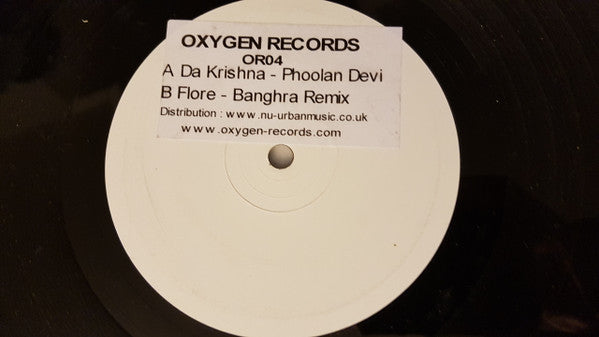 OXYGEN RECORDS
OR04
A Da Krishna - Phoolan Devi
B Flore - Banghra Remix
Distribution : www.nu-urbanmusic.co.uk
www.oxygen-records.com